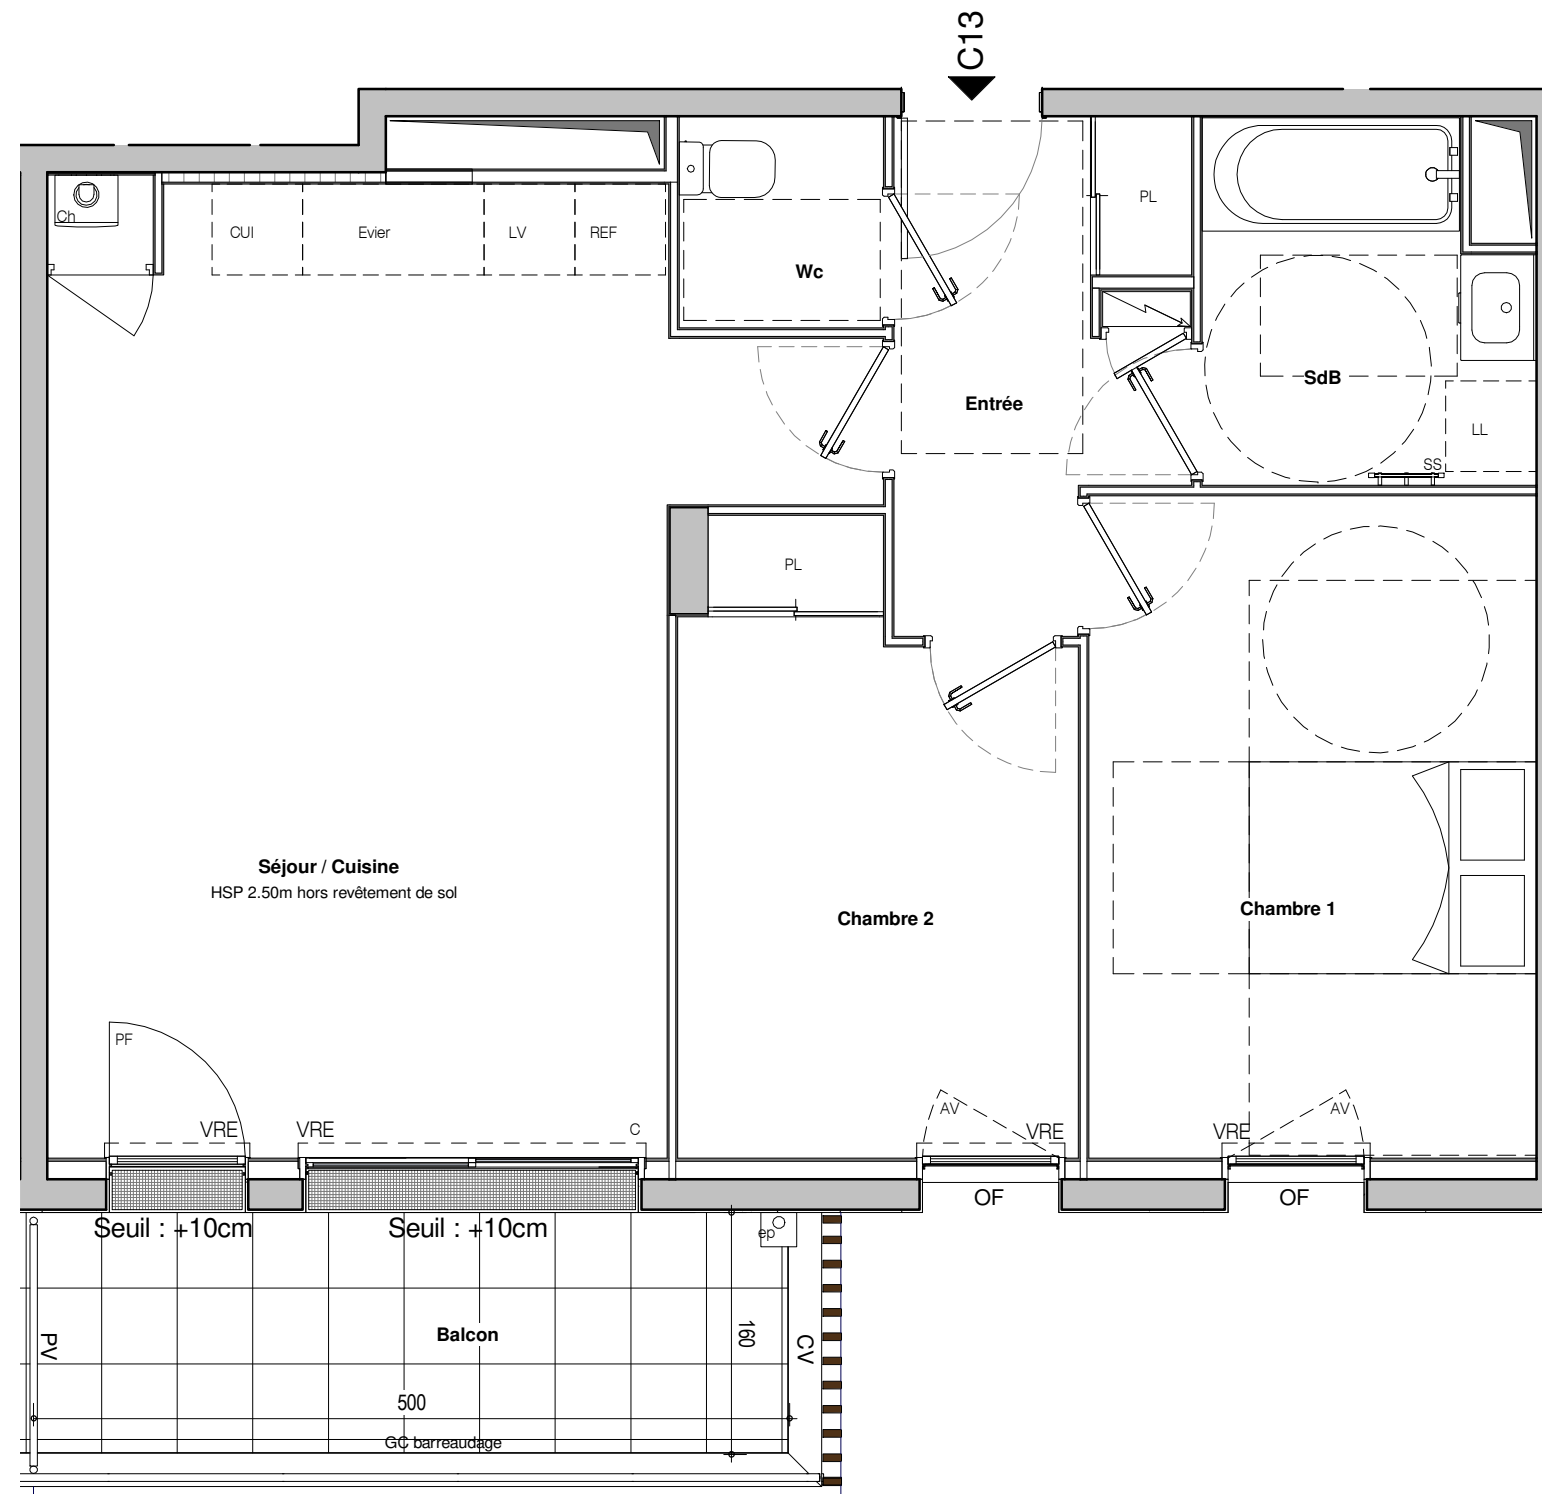 C13
Ch
CUI
Evier
LV
REF
Wc
PL
Entrée
SdB
LL
SS
PL
Séjour / Cuisine
HSP 2.50m hors revêtement de sol
Chambre 2
Chambre 1
PF
VRE
VRE
C
AV
VRE
VRE
AV
OF
OF
Seuil : +10cm
Seuil : +10cm
ep
PV
Balcon
160
CV
500
GC barreaudage